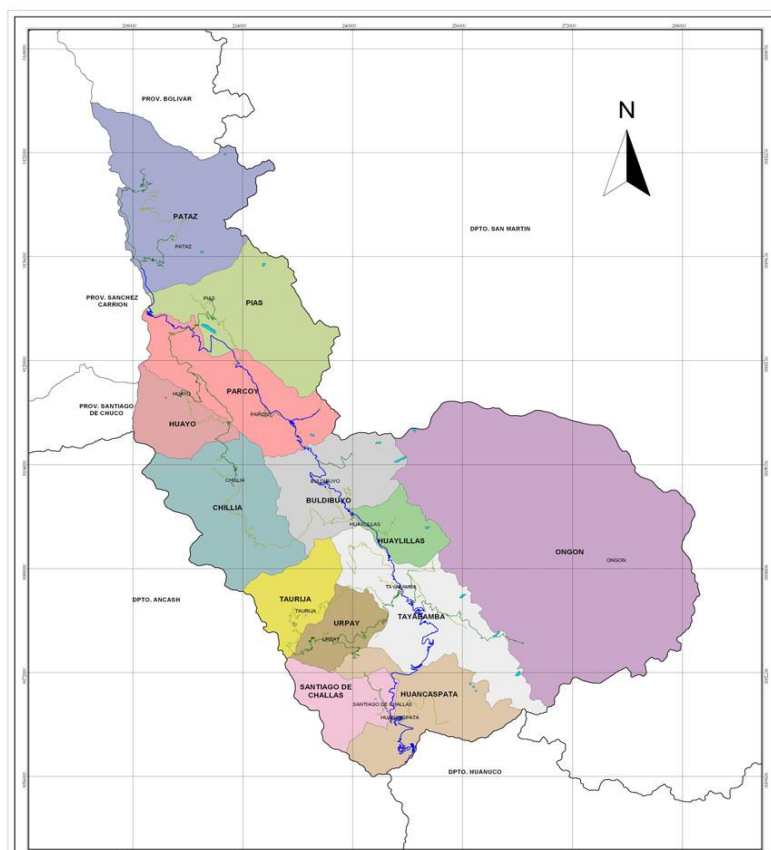 PROV. BOLIVAR
N
PATAZ
PATAZ
DPTO. SAN MARTIN
PROV. SANCHEZ
CARRION
PIAS
PIAS
PARCOY
PARCOY
PROV. SANTIAGO
DE CHUCO
HUAYO
HUAYO
CHILLIA
CHILLIA
BULDIBUYO
BULDIBUYO
HUAYLILLAS
HUAYLILLAS
ONGON
ONGON
DPTO. ANCASH
TAURIJA
TAURIJA
URPAY
URPAY
TAYABAMBA
TAYABAMBA
SANTIAGO DE
CHALLAS
SANTIAGO DE CHALLAS
HUANCASPATA
HUANCASPATA
DPTO. HUANUCO